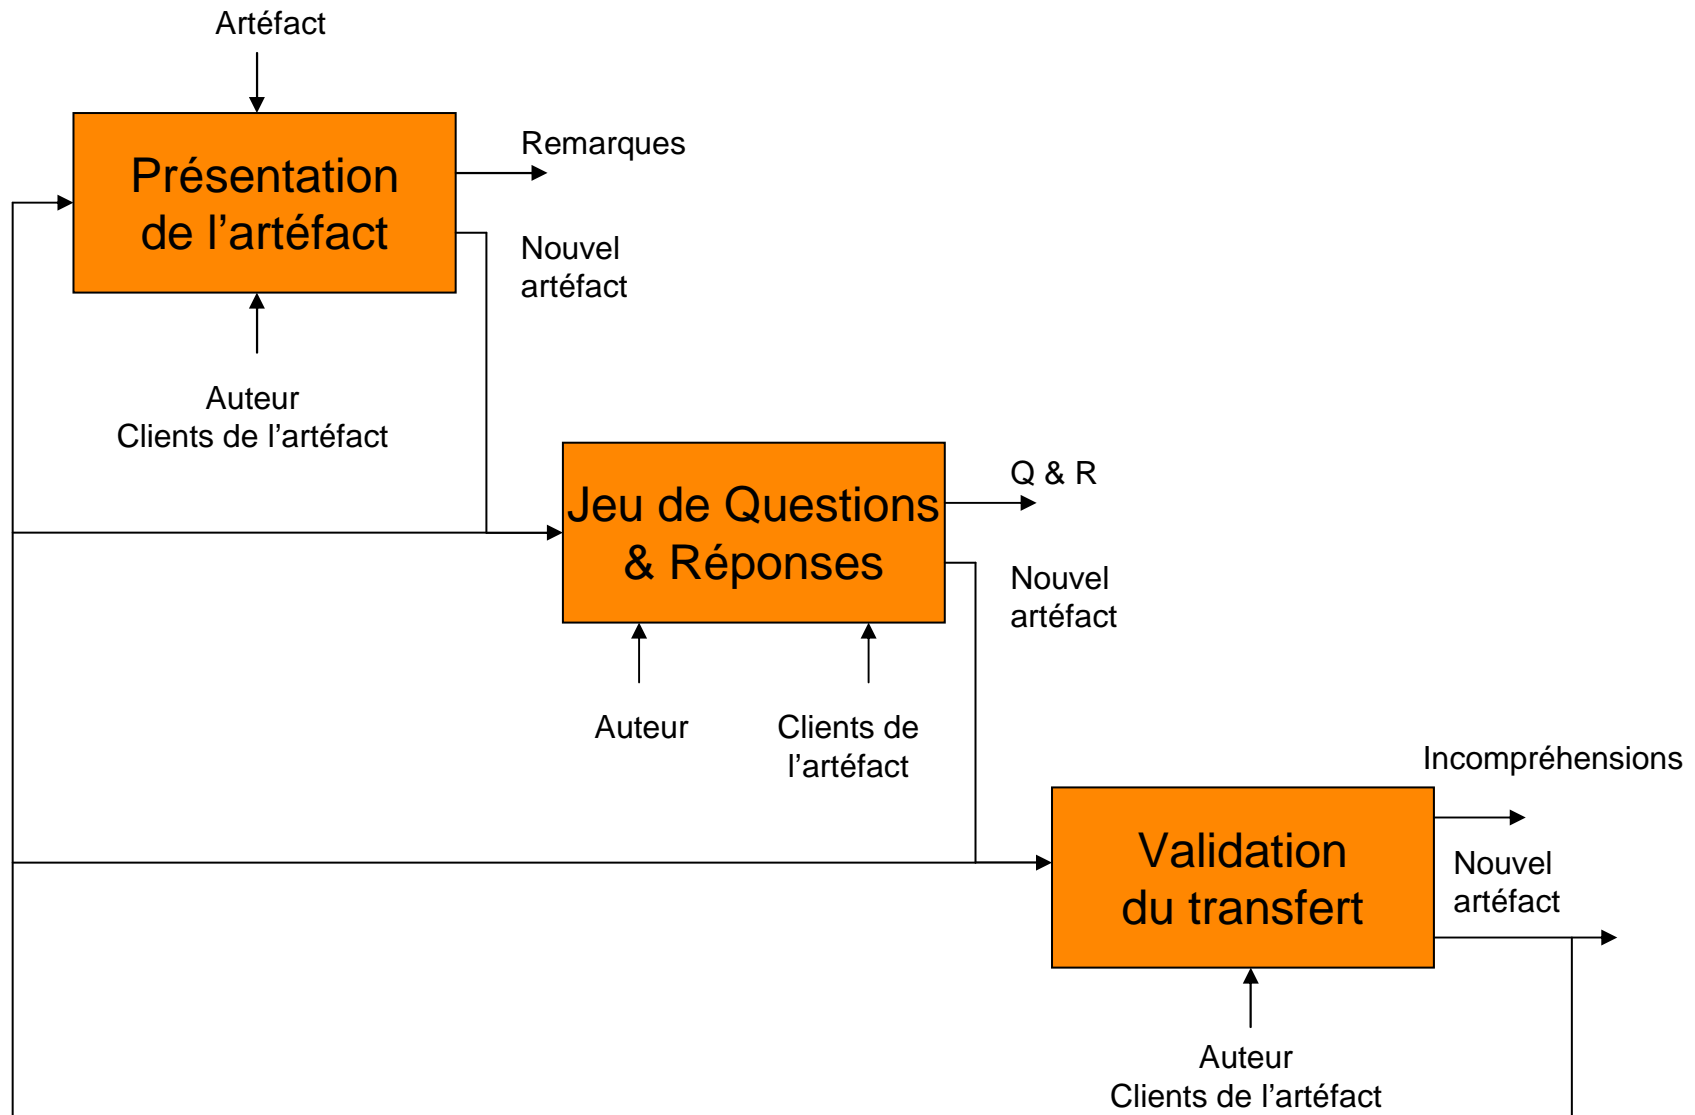 Artéfact
Présentation
de l’artéfact
Remarques
Nouvel
artéfact
Auteur
Clients de l’artéfact
Jeu de Questions
& Réponses
Q & R
Nouvel
artéfact
Auteur
Clients de
l’artéfact
Validation
du transfert
Incompréhensions
Nouvel
artéfact
Auteur
Clients de l’artéfact